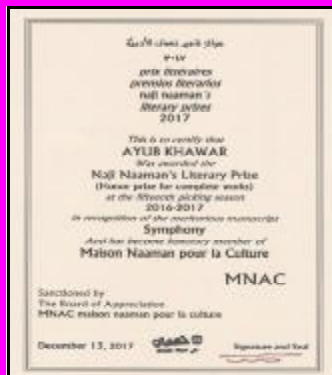 جوائز ناجي نعمان الأدبية
٢٠١٧
prix littéraires
premios literarios
naji naaman's
literary prizes
2017
This is to certify that
AYUB KHAWAR
Was awarded the
Naji Naaman's Literary Prize
(Honor prize for complete works)
at the fifteenth picking season
2016-2017
in recognition of the meritorious manuscript
Symphony
And has become honorary member of
Maison Naaman pour la Culture
MNAC
Sanctioned by
The Board of Appreciation
MNAC maison naaman pour la culture
December 13, 2017
Signature and Seal